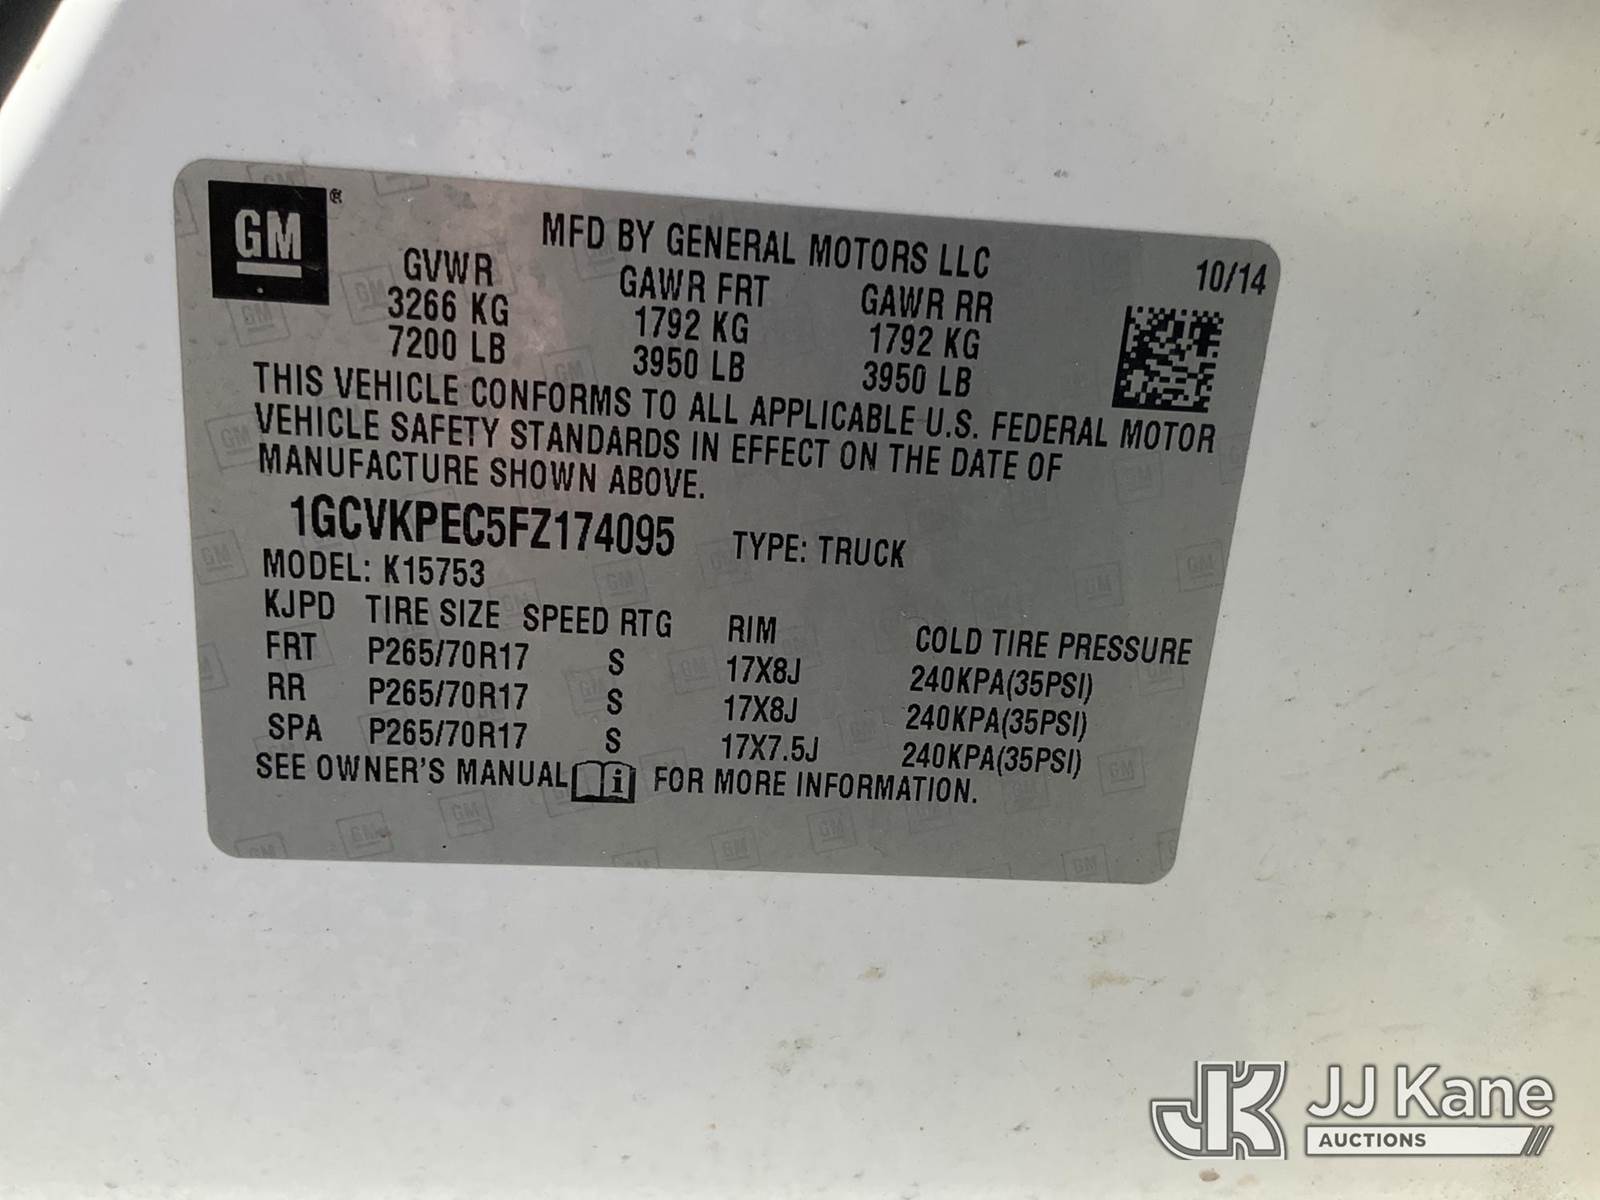 GM ®
MFD BY GENERAL MOTORS LLC
10/14
GVWR GAWR FRT GAWR RR
3266 KG 1792 KG 1792 KG
7200 LB 3950 LB 3950 LB
THIS VEHICLE CONFORMS TO ALL APPLICABLE U.S. FEDERAL MOTOR
VEHICLE SAFETY STANDARDS IN EFFECT ON THE DATE OF
MANUFACTURE SHOWN ABOVE.
1GCVKPEC5FZ174095 TYPE: TRUCK
MODEL: K15753
KJPD TIRE SIZE SPEED RTG RIM COLD TIRE PRESSURE
FRT P265/70R17 S 17X8J 240KPA(35PSI)
RR P265/70R17 S 17X8J 240KPA(35PSI)
SPA P265/70R17 S 17X7.5J 240KPA(35PSI)
SEE OWNER'S MANUAL i FOR MORE INFORMATION.
JK JJ Kane
AUCTIONS